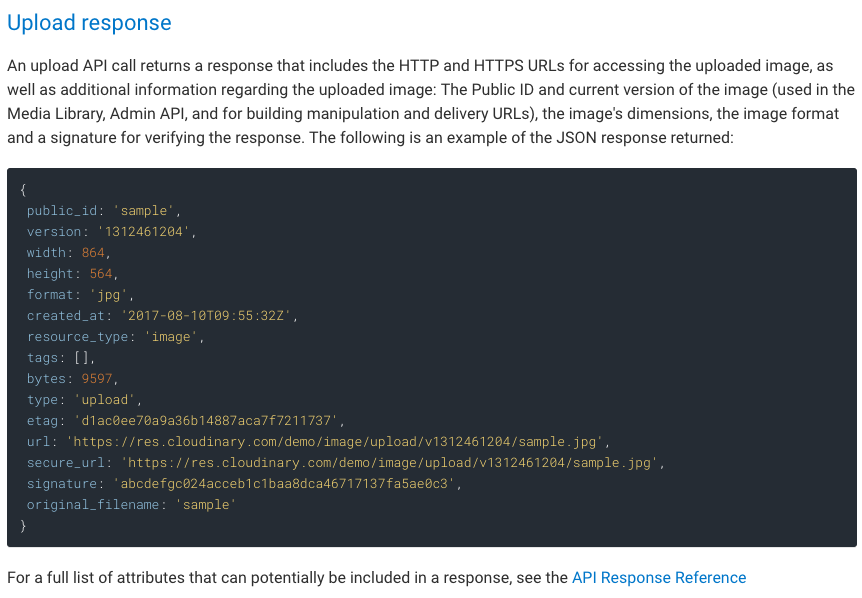 Upload response
An upload API call returns a response that includes the HTTP and HTTPS URLs for accessing the uploaded image, as
well as additional information regarding the uploaded image: The Public ID and current version of the image (used in the
Media Library, Admin API, and for building manipulation and delivery URLs), the image's dimensions, the image format
and a signature for verifying the response. The following is an example of the JSON response returned:
{
public_id: 'sample',
version: '1312461204',
width: 864,
height: 564,
format: 'jpg',
created_at: '2017-08-10T09:55:32Z',
resource_type: 'image',
tags: [],
bytes: 9597,
type: 'upload',
etag: 'd1ac0ee70a9a36b14887aca7f7211737',
url: 'https://res.cloudinary.com/demo/image/upload/v1312461204/sample.jpg',
secure_url: 'https://res.cloudinary.com/demo/image/upload/v1312461204/sample.jpg',
signature: 'abcdefgc024acceb1c1baa8dca46717137fa5ae0c3',
original_filename: 'sample'
}
For a full list of attributes that can potentially be included in a response, see the API Response Reference